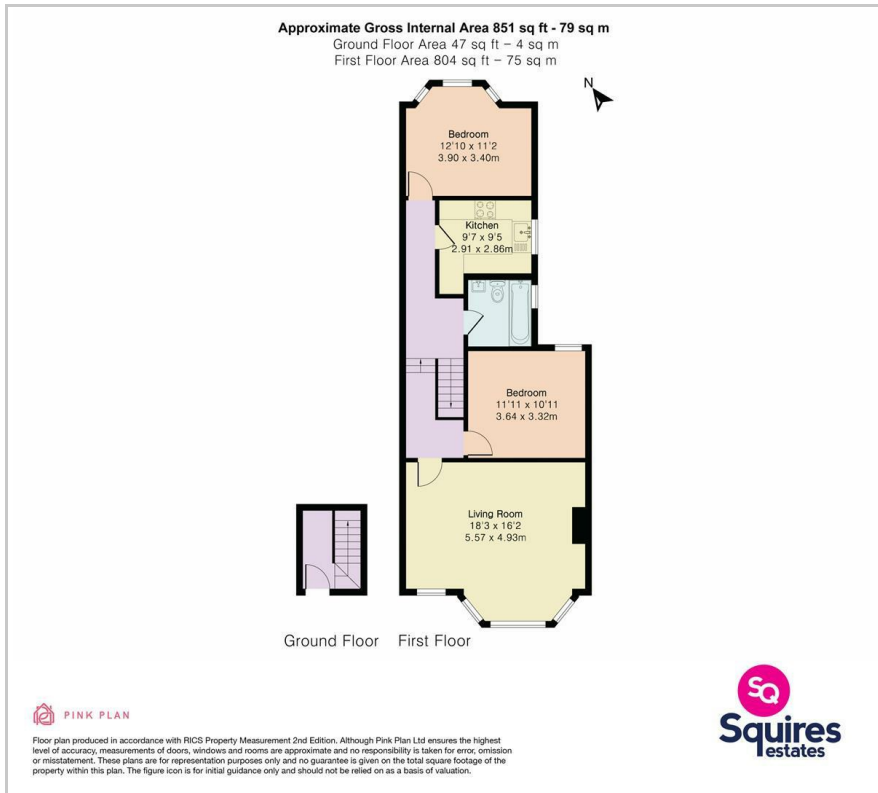 Approximate Gross Internal Area 851 sq ft - 79 sq m
Ground Floor Area 47 sq ft – 4 sq m
First Floor Area 804 sq ft – 75 sq m
N
Bedroom
12'10 x 11'2
3.90 x 3.40m
Kitchen
9'7 x 9'5
2.91 x 2.86m
Bedroom
11'11 x 10'11
3.64 x 3.32m
Living Room
18'3 x 16'2
5.57 x 4.93m
Ground Floor
First Floor
PINK PLAN
Floor plan produced in accordance with RICS Property Measurement 2nd Edition. Although Pink Plan Ltd ensures the highest
level of accuracy, measurements of doors, windows and rooms are approximate and no responsibility is taken for error, omission
or misstatement. These plans are for representation purposes only and no guarantee is given on the total square footage of the
property within this plan. The figure icon is for initial guidance only and should not be relied on as a basis of valuation.
SQ
Squires
estates